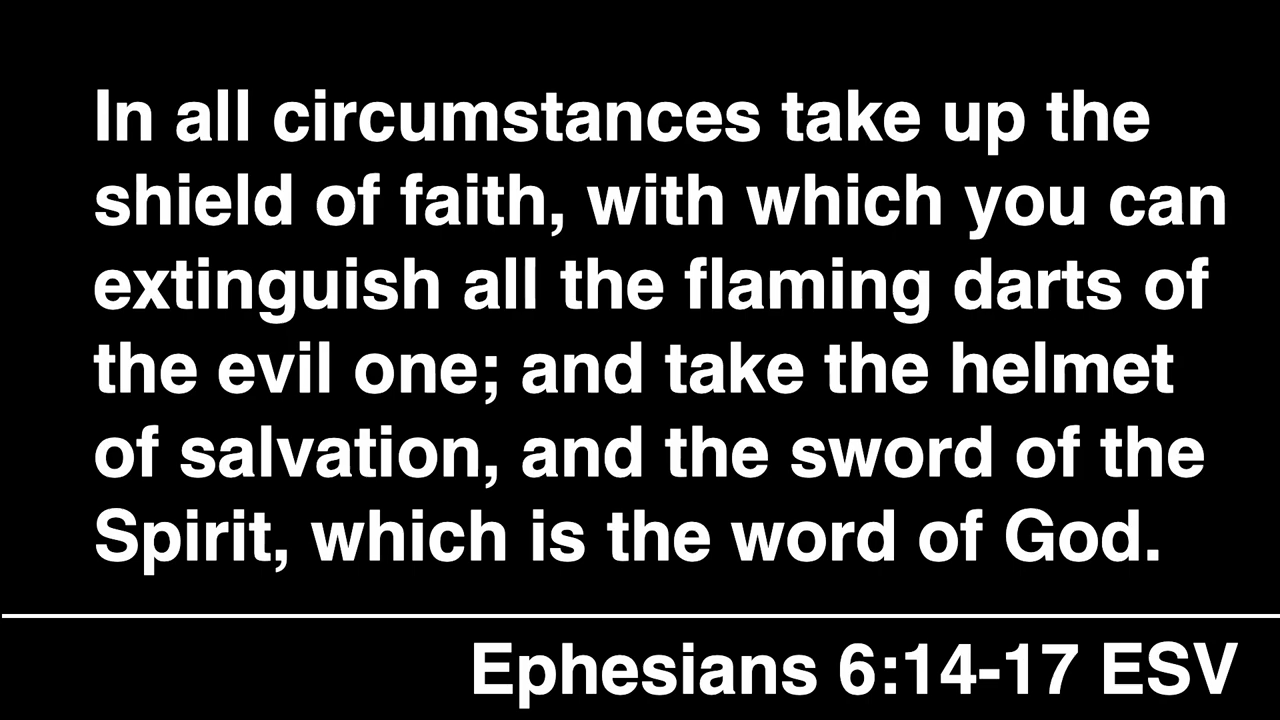 In all circumstances take up the
shield of faith, with which you can
extinguish all the flaming darts of
the evil one; and take the helmet
of salvation, and the sword of the
Spirit, which is the word of God.
Ephesians 6:14-17 ESV